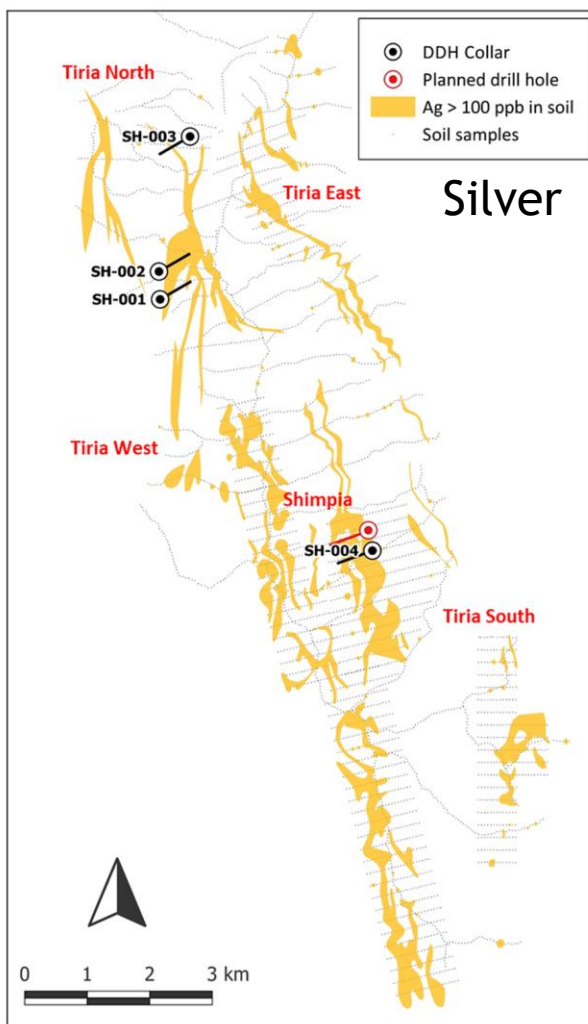 DDH Collar
Planned drill hole
Ag > 100 ppb in soil
Soil samples
Silver
Tiria North
SH-003
Tiria East
SH-002
SH-001
Tiria West
Shimpia
SH-004
Tiria South
0 1 2 3 km